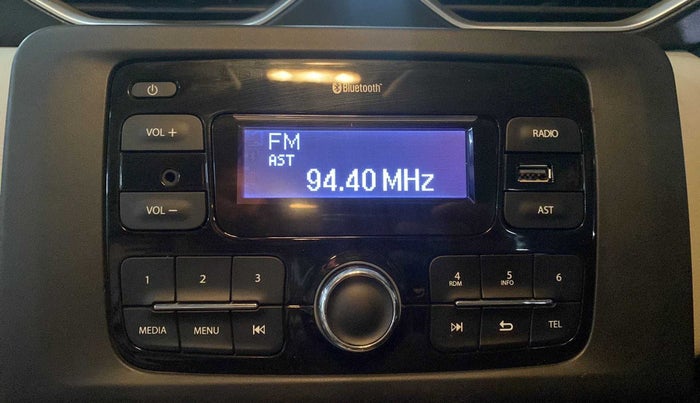 Bluetooth
VOL +
FM
AST
94.40 MHz
RADIO
VOL −
AST
1
2
3
4
RDM
5
INFO
6
MEDIA
MENU
TEL